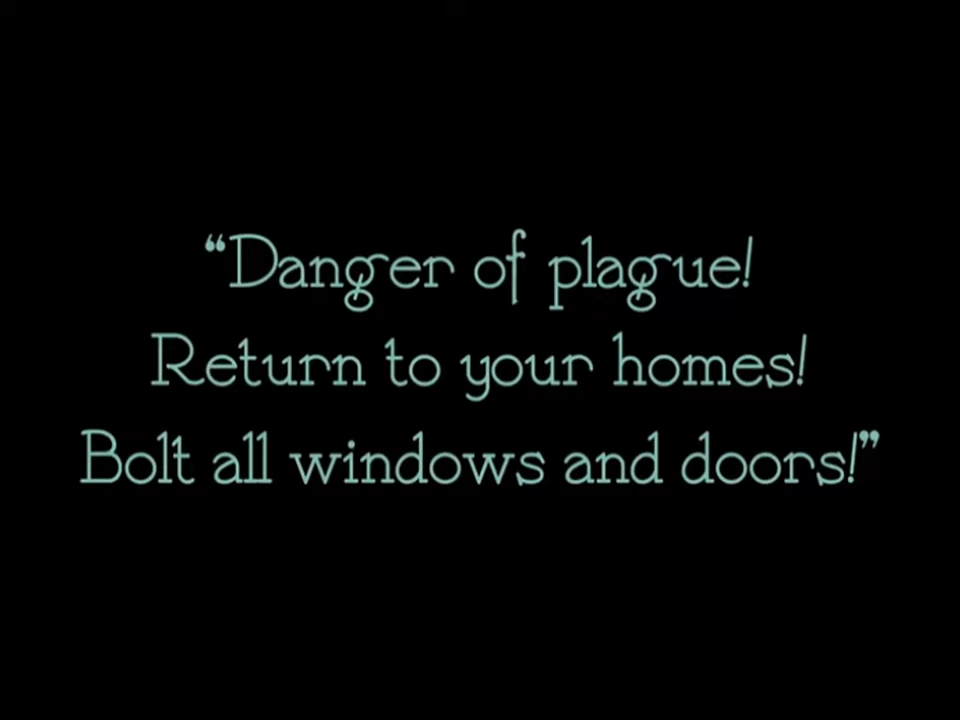 “Danger of plague!
Return to your homes!
Bolt all windows and doors!”